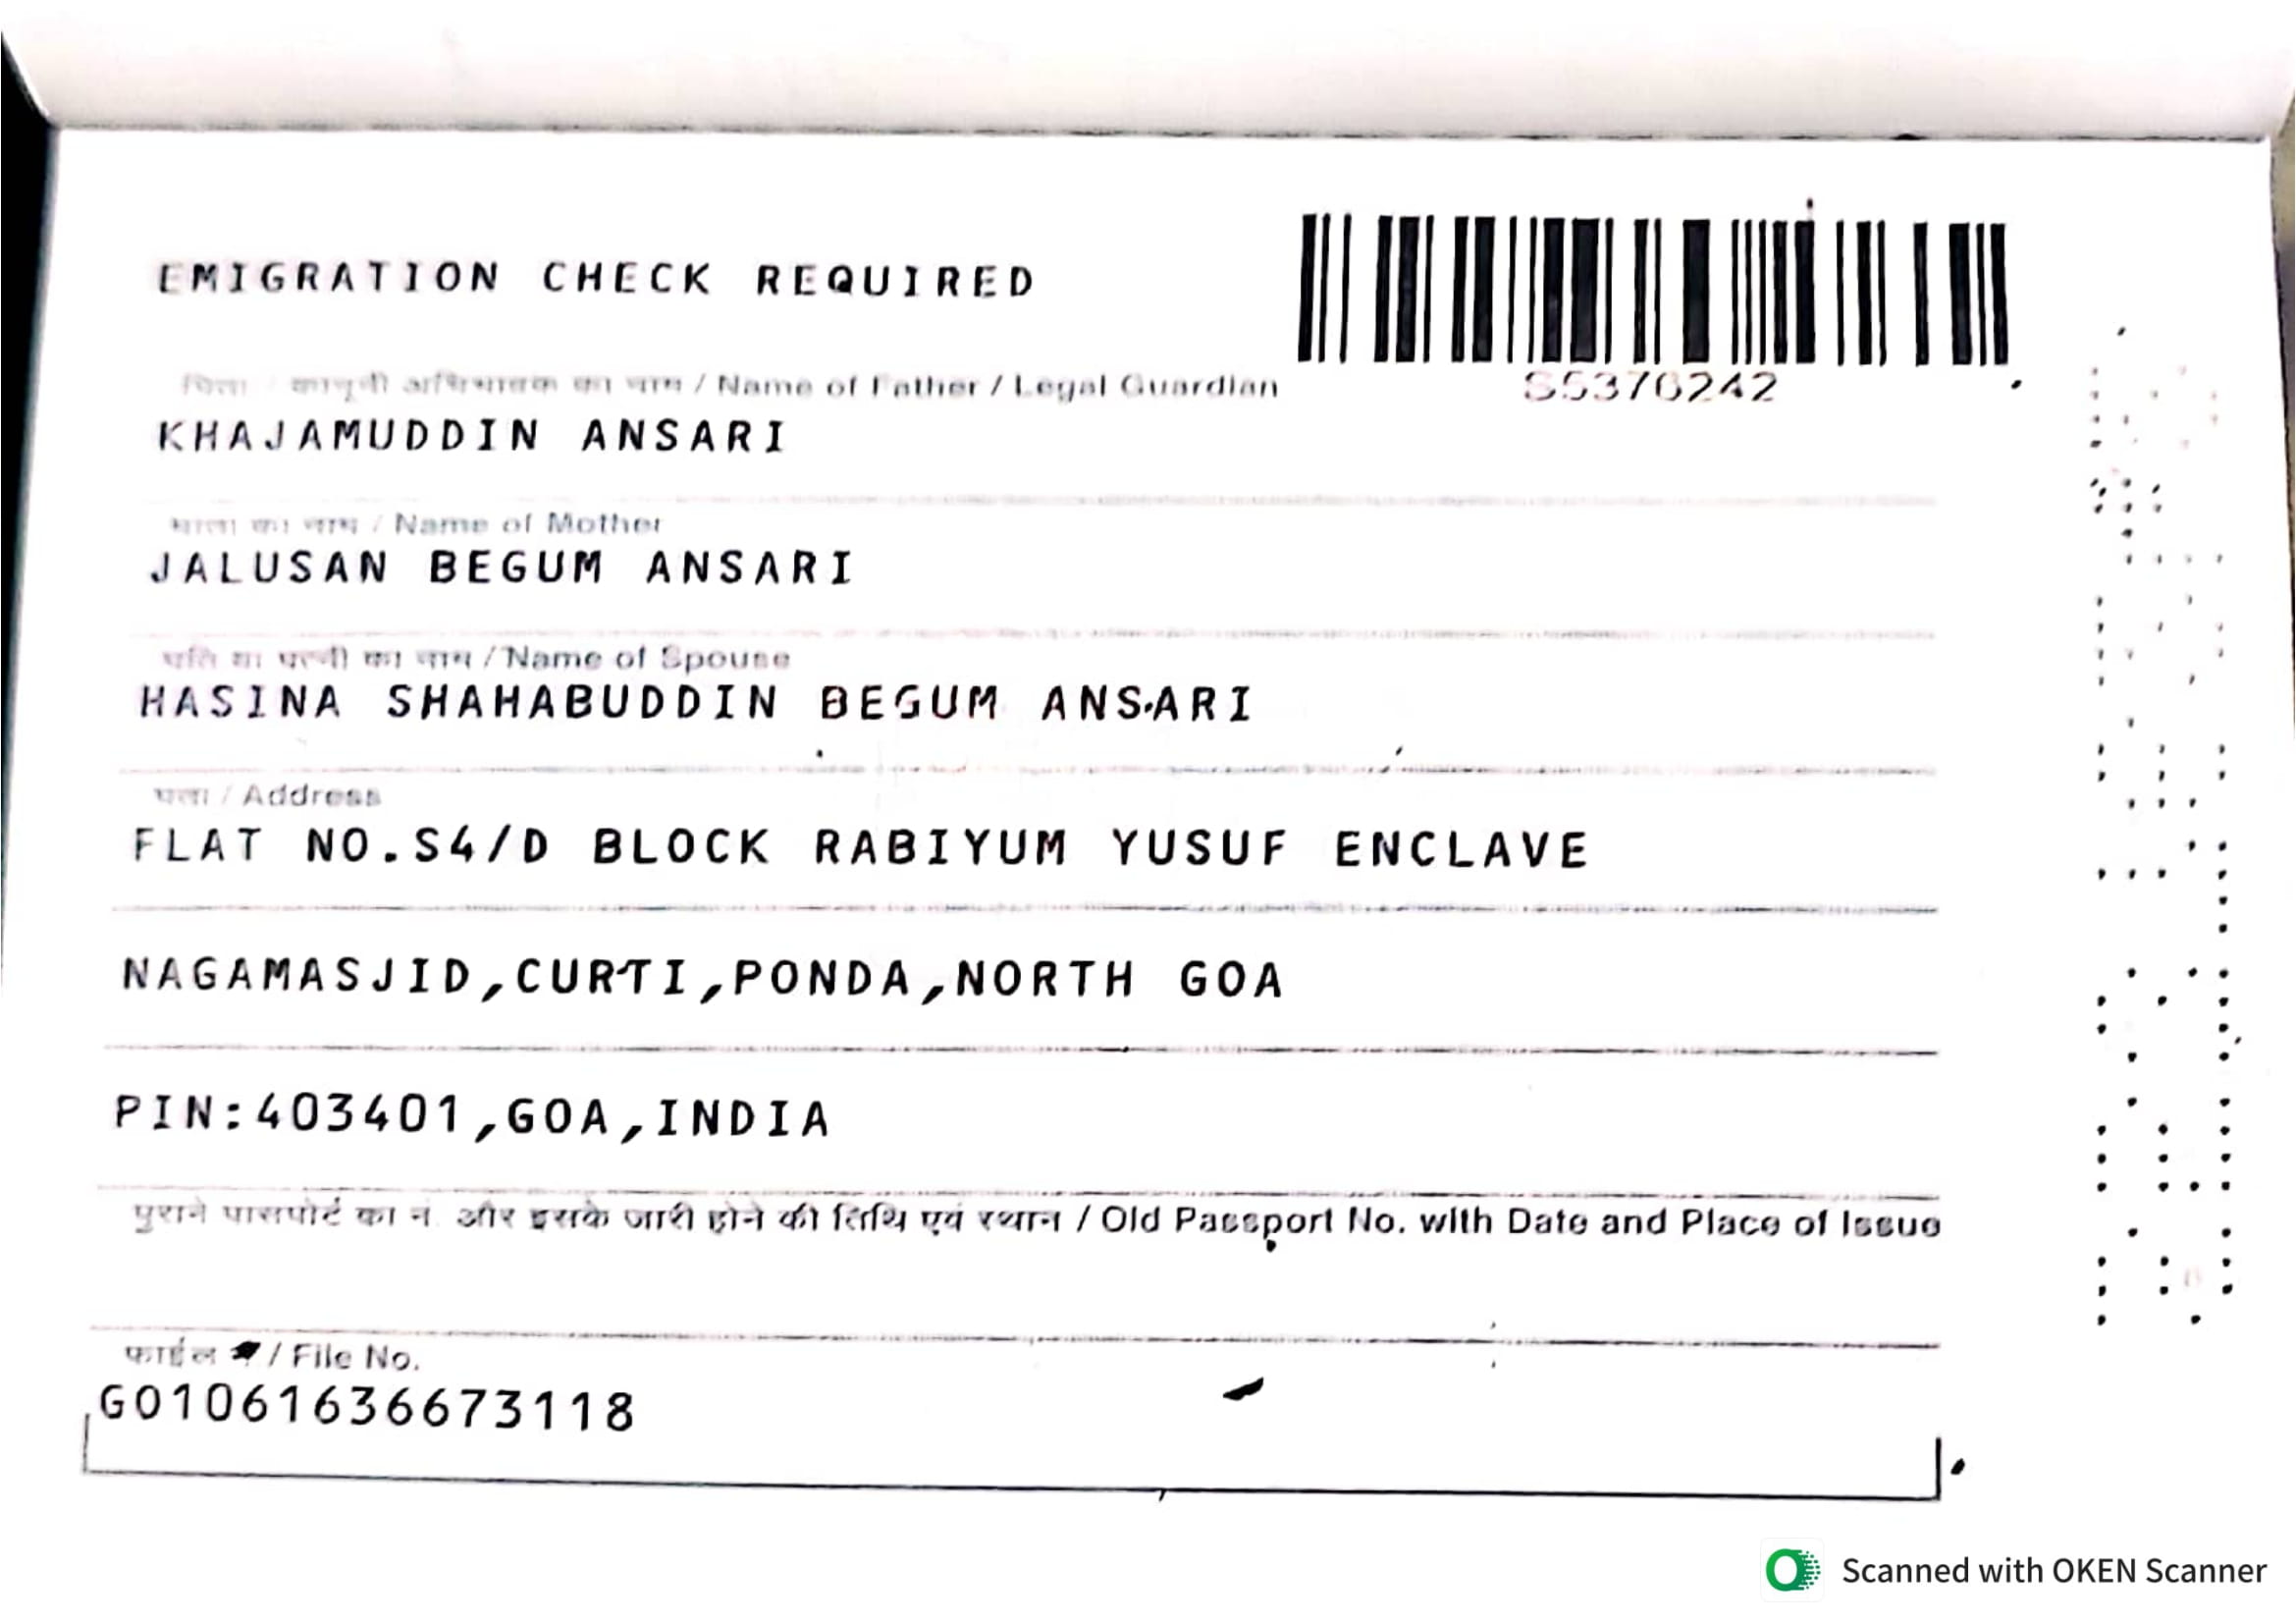 EMIGRATION CHECK REQUIRED
पिता / कानूनी अभिभावक का नाम / Name of Father / Legal Guardian
S5376242
KHAJAMUDDIN ANSARI
माता का नाम / Name of Mother
JALUSAN BEGUM ANSARI
पति या पत्नी का नाम / Name of Spouse
HASINA SHAHABUDDIN BEGUM ANSARI
पता / Address
FLAT NO.S4/D BLOCK RABIYUM YUSUF ENCLAVE
NAGAMASJID,CURTI,PONDA,NORTH GOA
PIN:403401,GOA,INDIA
पुराने पासपोर्ट का नं. और इसके जारी होने की तिथि एवं स्थान / Old Passport No. with Date and Place of Issue
फाईल / File No.
GO1061636673118
Scanned with OKEN Scanner